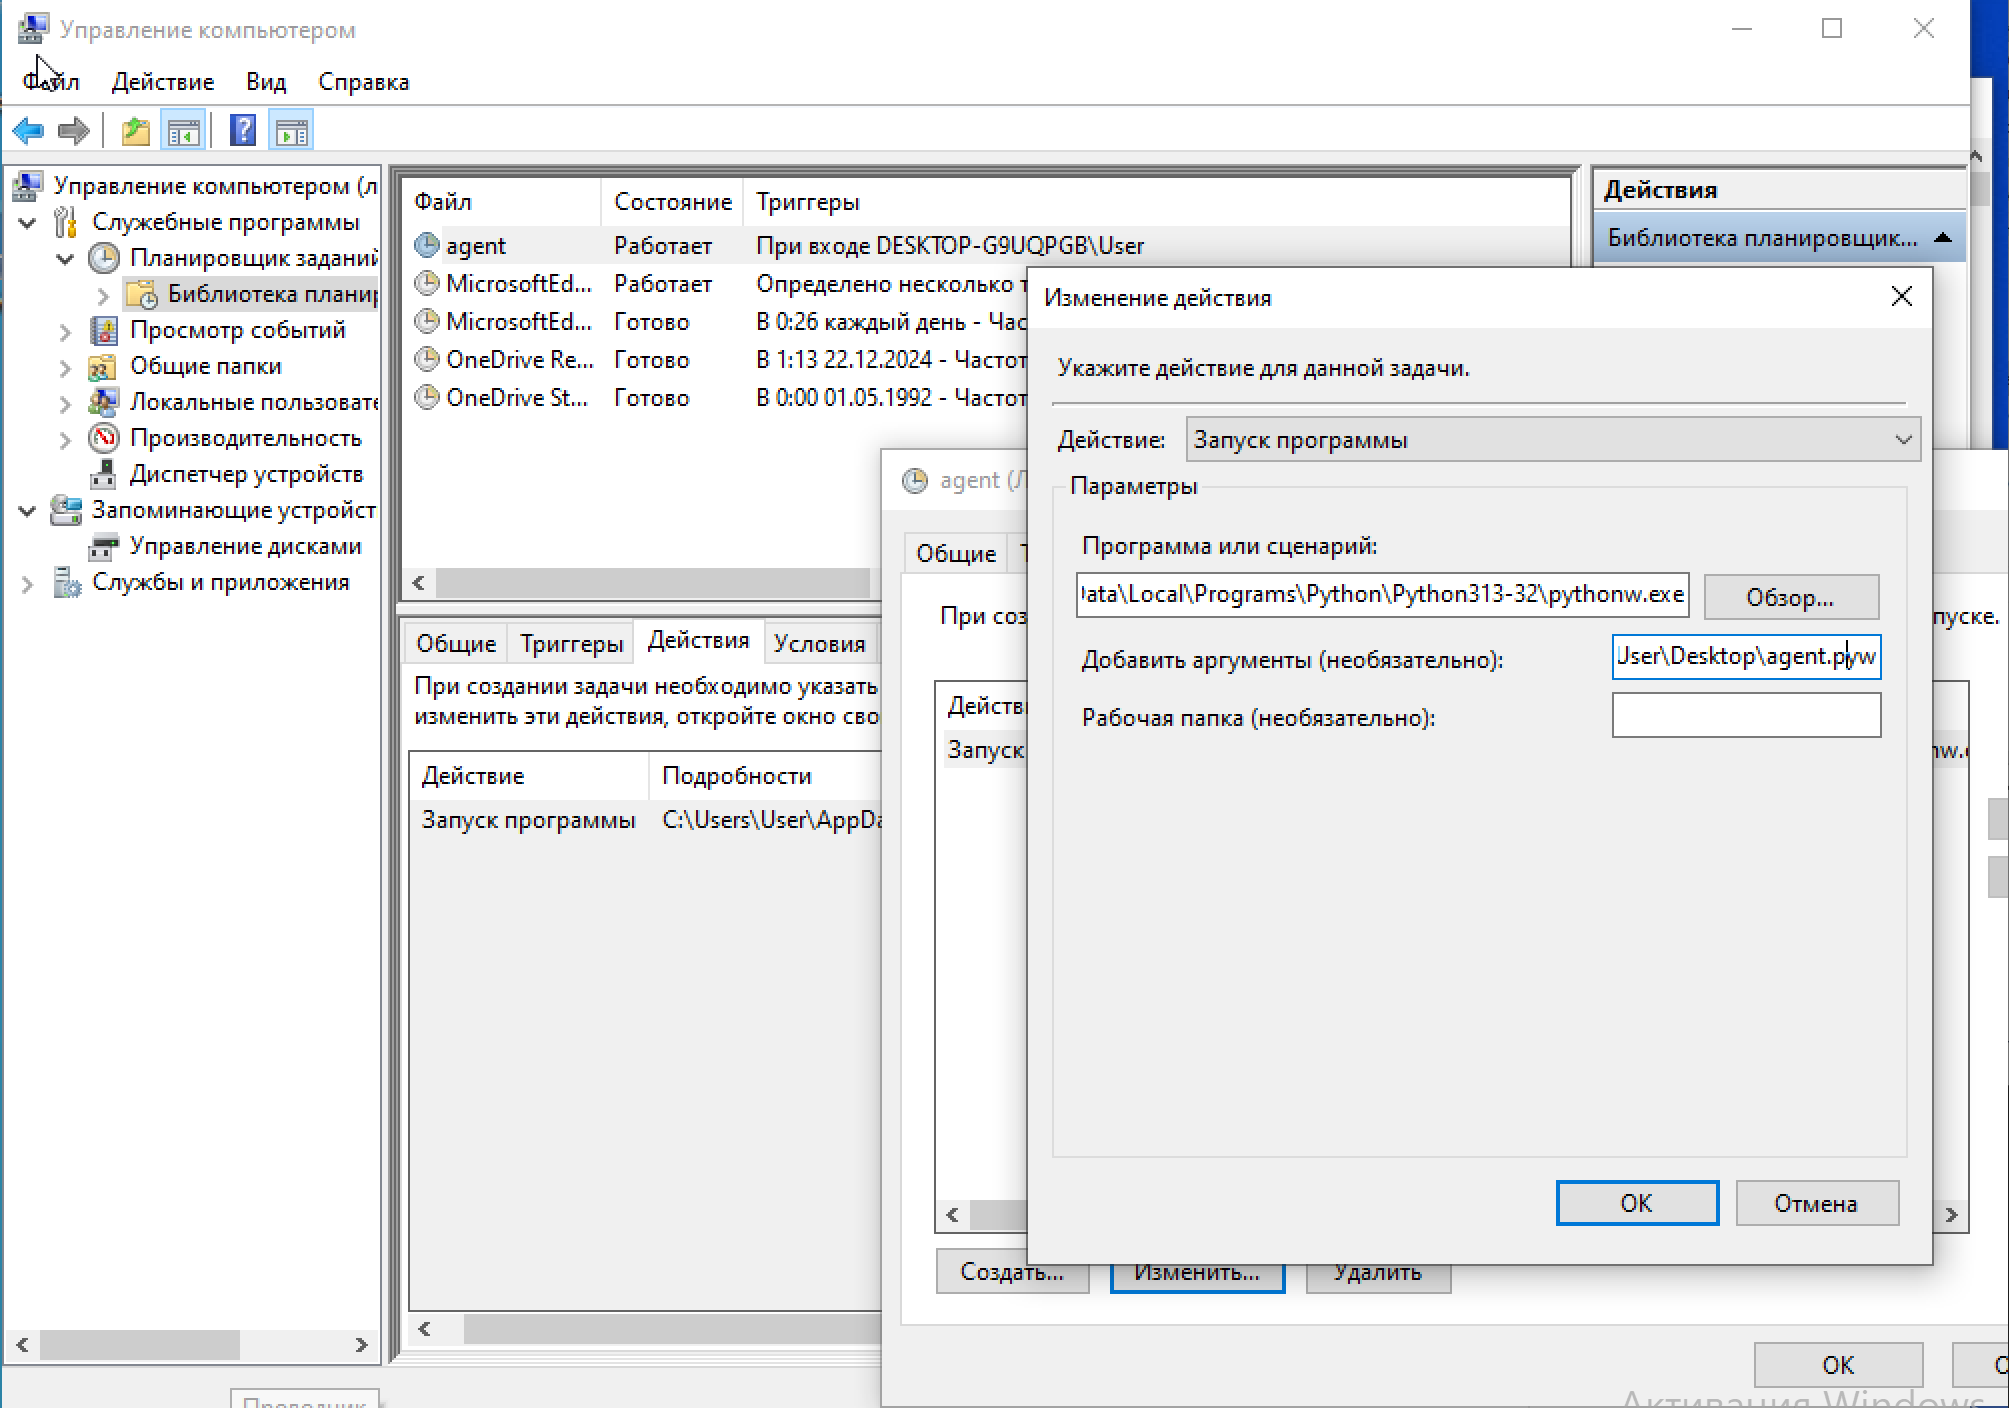 Управление компьютером
Файл Действие Вид Справка
Управление компьютером (л
Служебные программы
Планировщик заданий
Библиотека планир
Просмотр событий
Общие папки
Локальные пользовате
Производительность
Диспетчер устройств
Запоминающие устройст
Управление дисками
Службы и приложения
Файл Состояние Триггеры
agent Работает При входе DESKTOP-G9UQPGB\User
MicrosoftEd... Работает Определено несколько т
MicrosoftEd... Готово В 0:26 каждый день - Час
OneDrive Re... Готово В 1:13 22.12.2024 - Частот
OneDrive St... Готово В 0:00 01.05.1992 - Частот
Общие Триггеры Действия Условия
При создании задачи необходимо указать
изменить эти действия, откройте окно сво
Действие Подробности
Запуск программы C:\Users\User\AppDa
Действия
Библиотека планировщик...
agent (Л
Общие
При соз
пуске.
Действ
Запуск
nw.e
Создать... Изменить... Удалить
OK
Изменение действия
Укажите действие для данной задачи.
Действие: Запуск программы
Параметры
Программа или сценарий:
ata\Local\Programs\Python\Python313-32\pythonw.exe Обзор...
Добавить аргументы (необязательно): User\Desktop\agent.pyw
Рабочая папка (необязательно):
OK Отмена
Проводник
Активация Windows